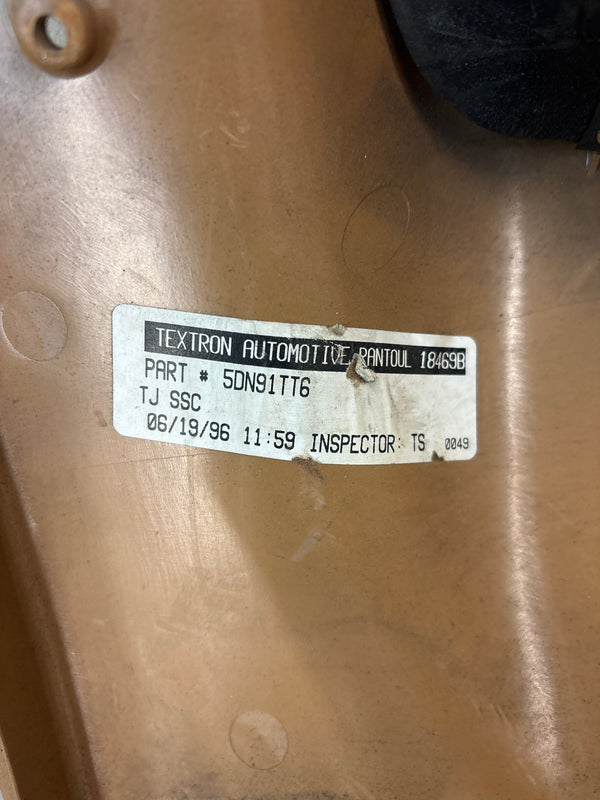 TEXTRON AUTOMOTIVE RANTOUL 18469B
PART # 5DN91TT6
TJ SSC
06/19/96 11:59 INSPECTOR: TS 0049